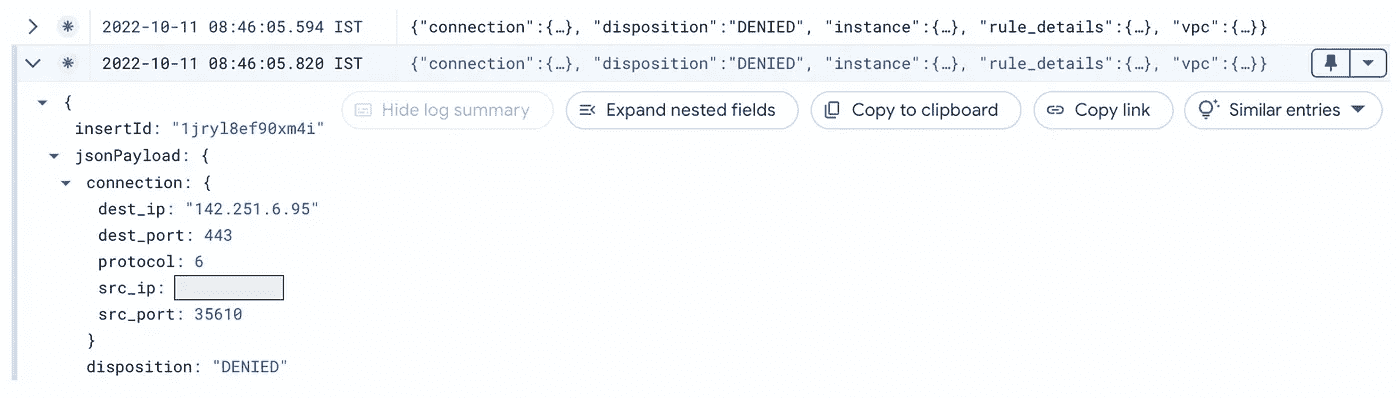 2022-10-11 08:46:05.594 IST {"connection":{…}, "disposition":"DENIED", "instance":{…}, "rule_details":{…}, "vpc":{…}}
2022-10-11 08:46:05.820 IST {"connection":{…}, "disposition":"DENIED", "instance":{…}, "rule_details":{…}, "vpc":{…}}
{
Hide log summary Expand nested fields Copy to clipboard Copy link Similar entries
insertId: "1jryl8ef90xm4i"
jsonPayload: {
connection: {
dest_ip: "142.251.6.95"
dest_port: 443
protocol: 6
src_ip:
src_port: 35610
}
disposition: "DENIED"